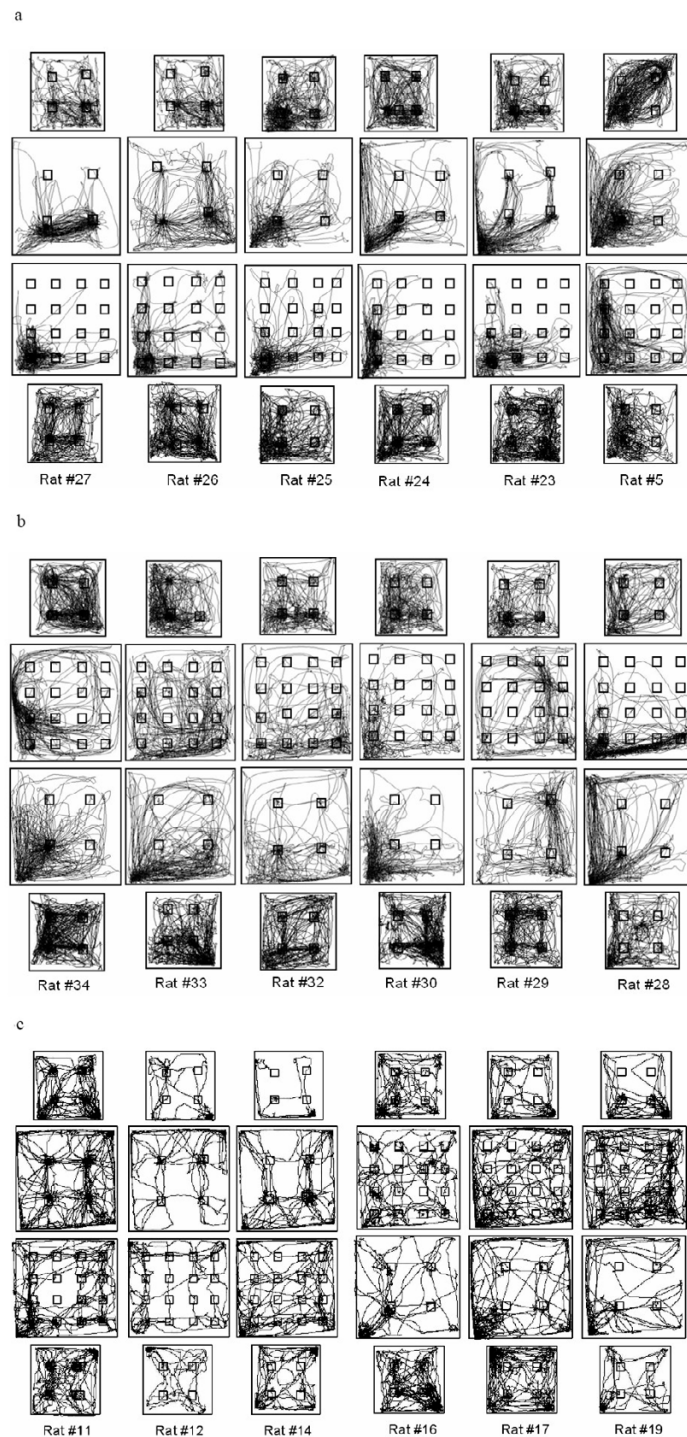 a
Rat #27 Rat #26 Rat #25 Rat #24 Rat #23 Rat #5
b
Rat #34 Rat #33 Rat #32 Rat #30 Rat #29 Rat #28
c
Rat #11 Rat #12 Rat #14 Rat #16 Rat #17 Rat #19